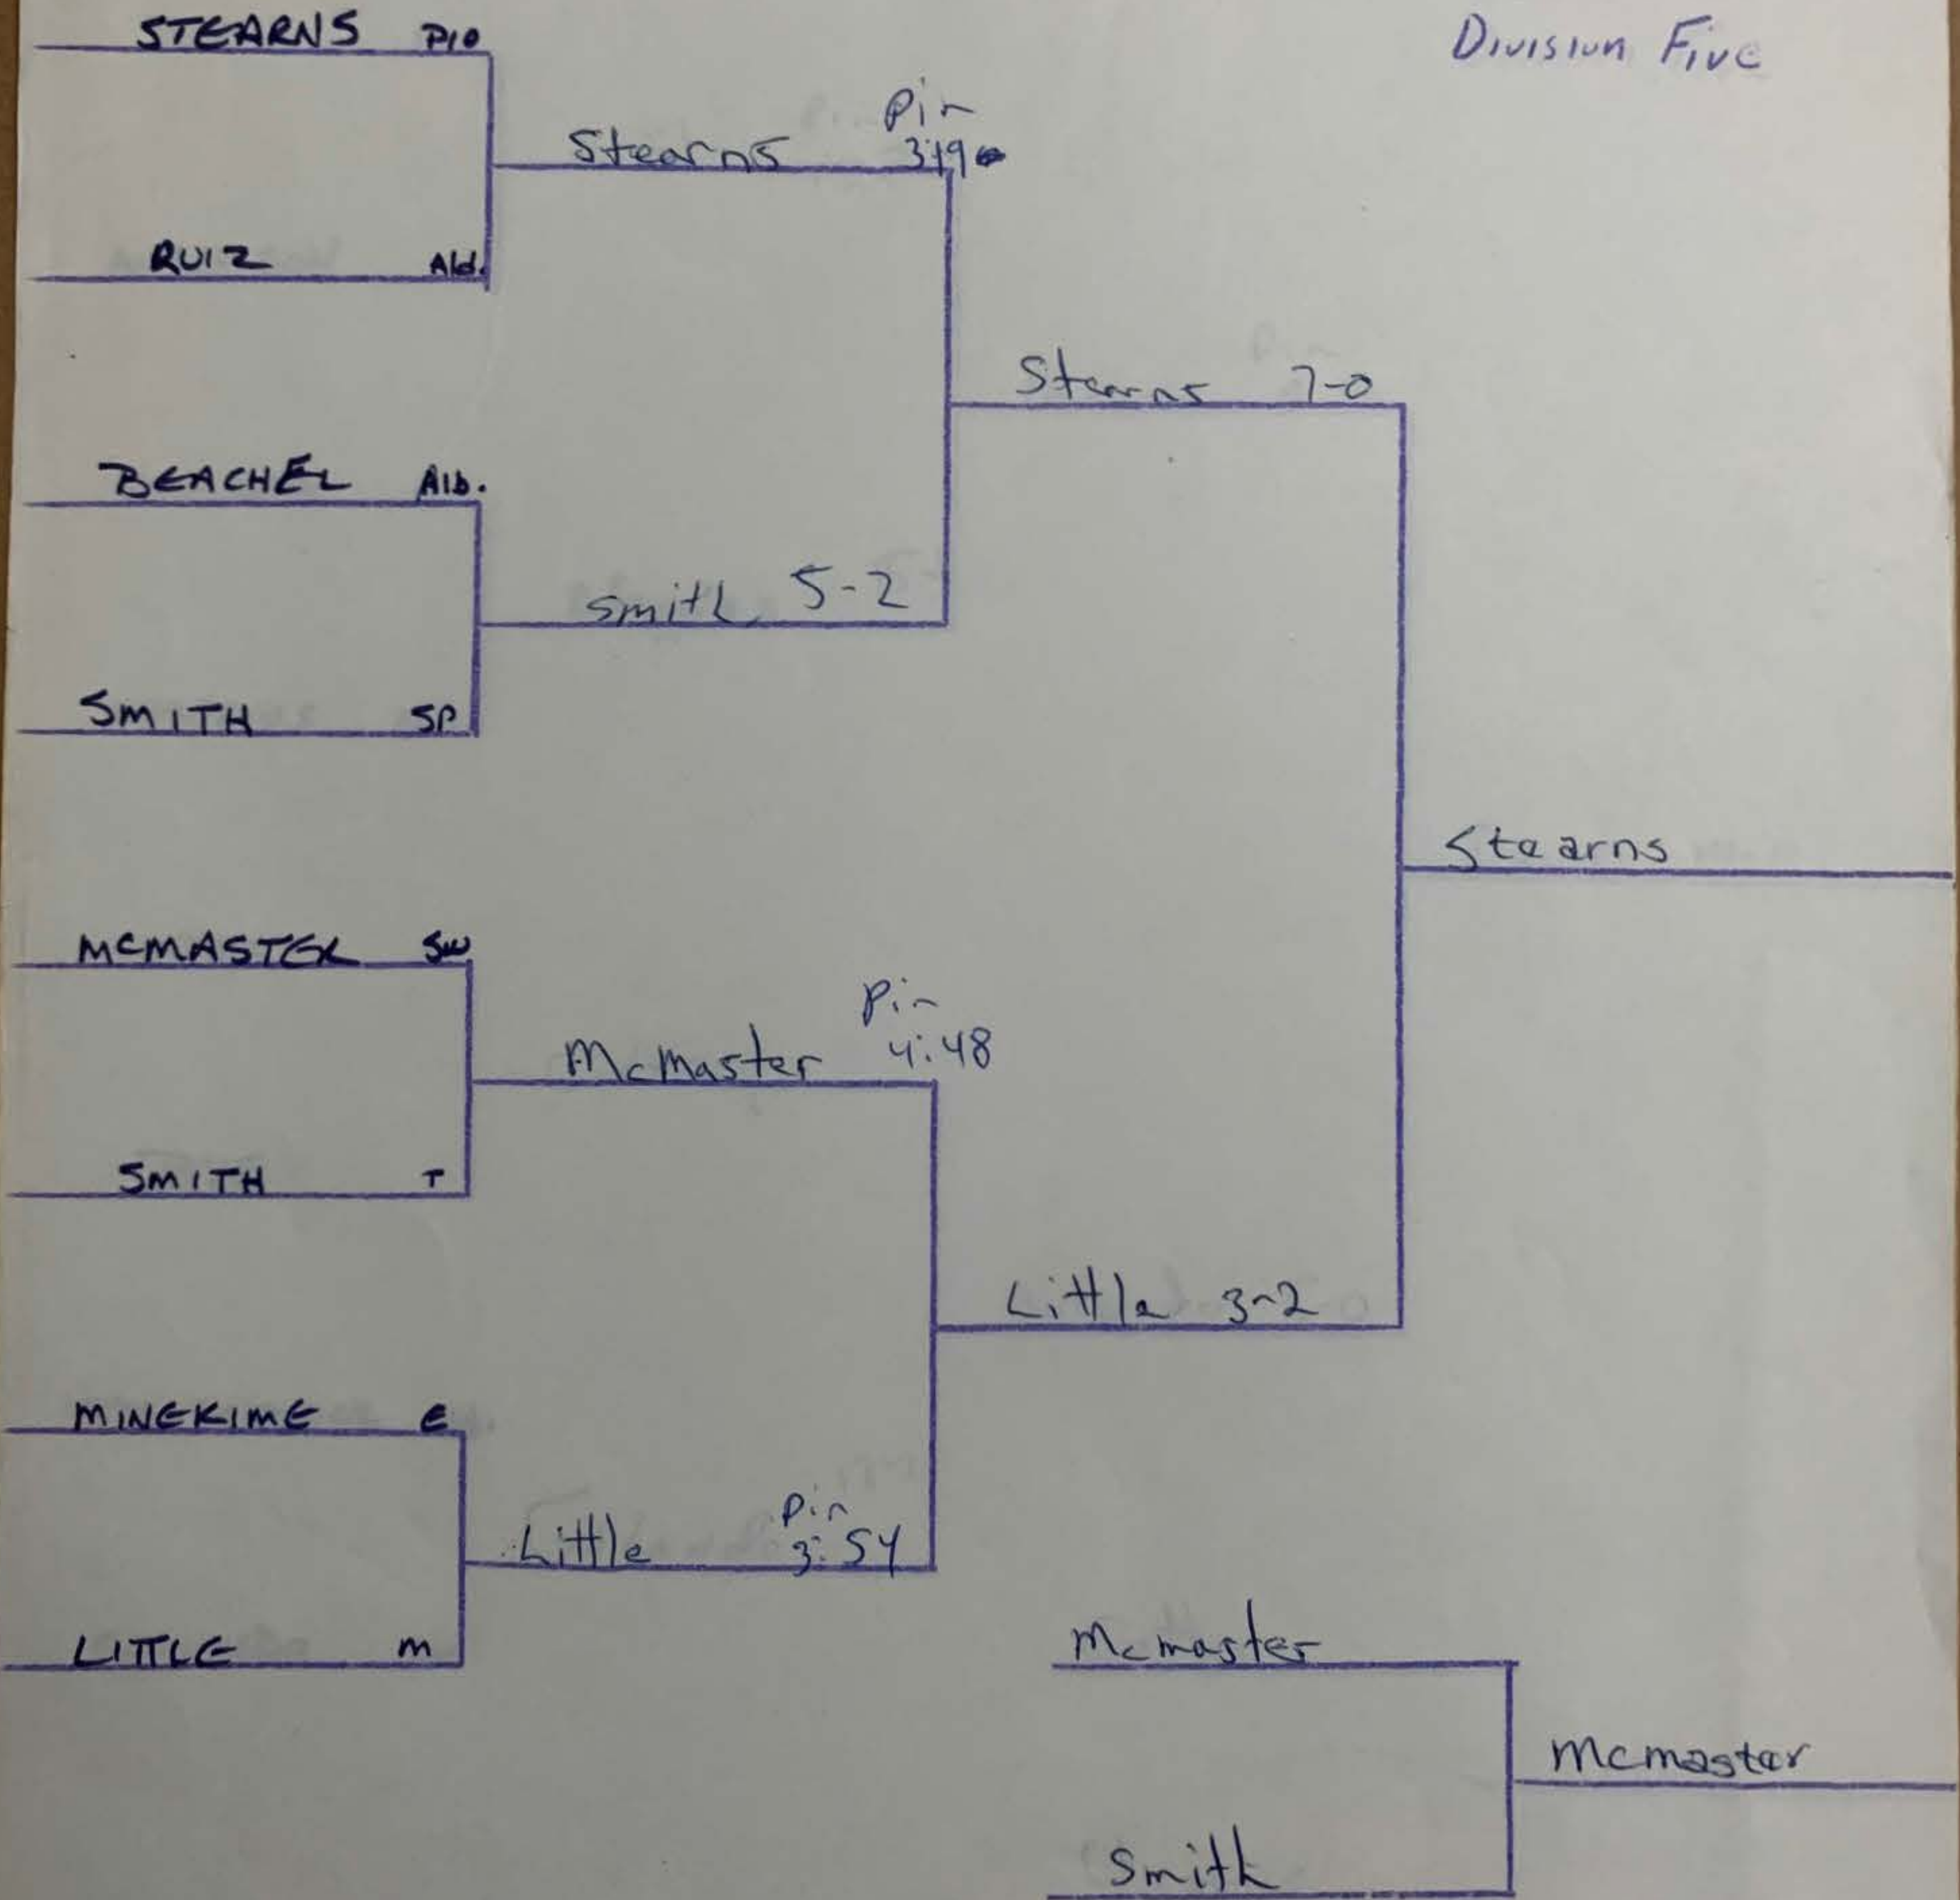 Division Five
STEARNS PIO
Pin
Stearns 3:19
RUIZ Ald.
Stearns 7-0
BEACHEL Alb.
Smith 5-2
SMITH SP
Stearns
MCMASTER SW
Pin
McMaster 4:48
SMITH T
Little 3-2
MINEKIME E
Pin
Little 3:54
LITTLE M
McMaster
Mcmaster
Smith